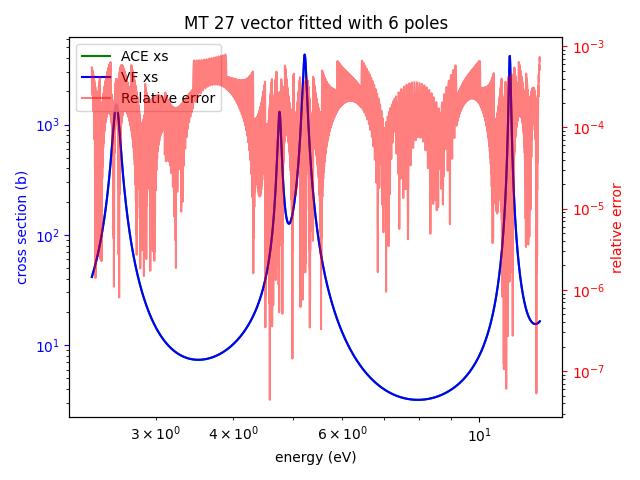 MT 27 vector fitted with 6 poles
ACE xs
VF xs
Relative error
cross section (b)
10³
10²
10¹
10⁻³
10⁻⁴
10⁻⁵
10⁻⁶
10⁻⁷
relative error
3 × 10⁰ 4 × 10⁰ 6 × 10⁰ 10¹
energy (eV)